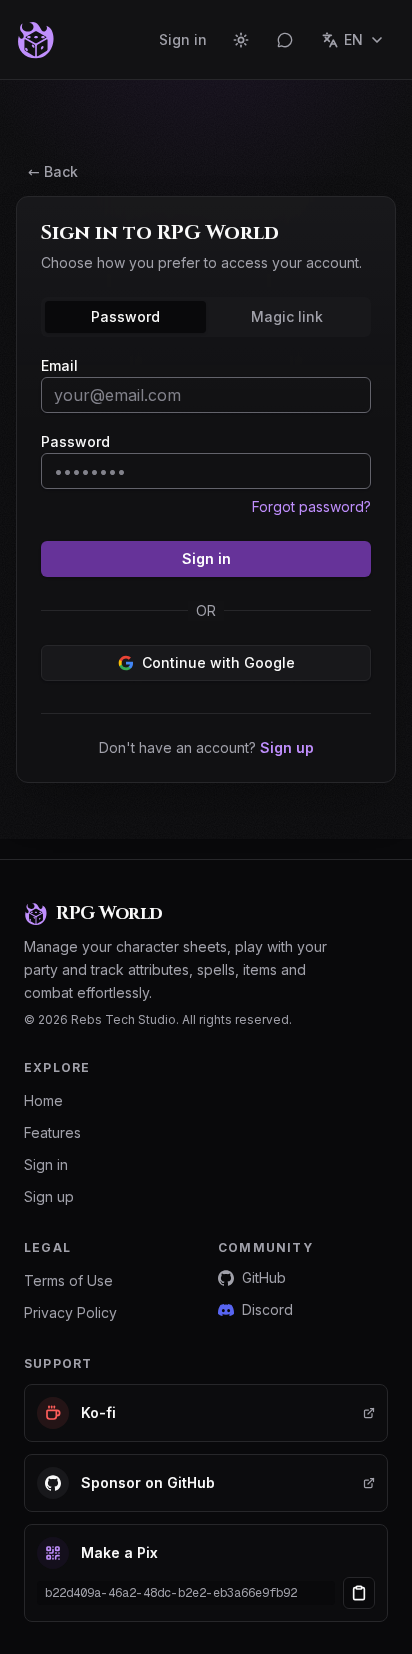 Sign in
EN
← Back
Sign in to RPG World
Choose how you prefer to access your account.
Password
Magic link
Email
your@email.com
Password
••••••••
Forgot password?
Sign in
OR
Continue with Google
Don't have an account? Sign up
RPG World
Manage your character sheets, play with your
party and track attributes, spells, items and
combat effortlessly.
© 2026 Rebs Tech Studio. All rights reserved.
EXPLORE
Home
Features
Sign in
Sign up
LEGAL
Terms of Use
Privacy Policy
COMMUNITY
GitHub
Discord
SUPPORT
Ko-fi
Sponsor on GitHub
Make a Pix
b22d409a-46a2-48dc-b2e2-eb3a66e9fb92